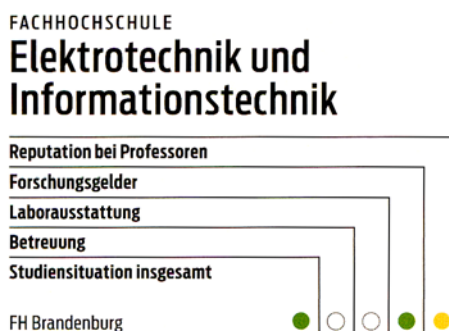 FACHHOCHSCHULE
Elektrotechnik und
Informationstechnik
Reputation bei Professoren
Forschungsgelder
Laborausstattung
Betreuung
Studiensituation insgesamt
FH Brandenburg